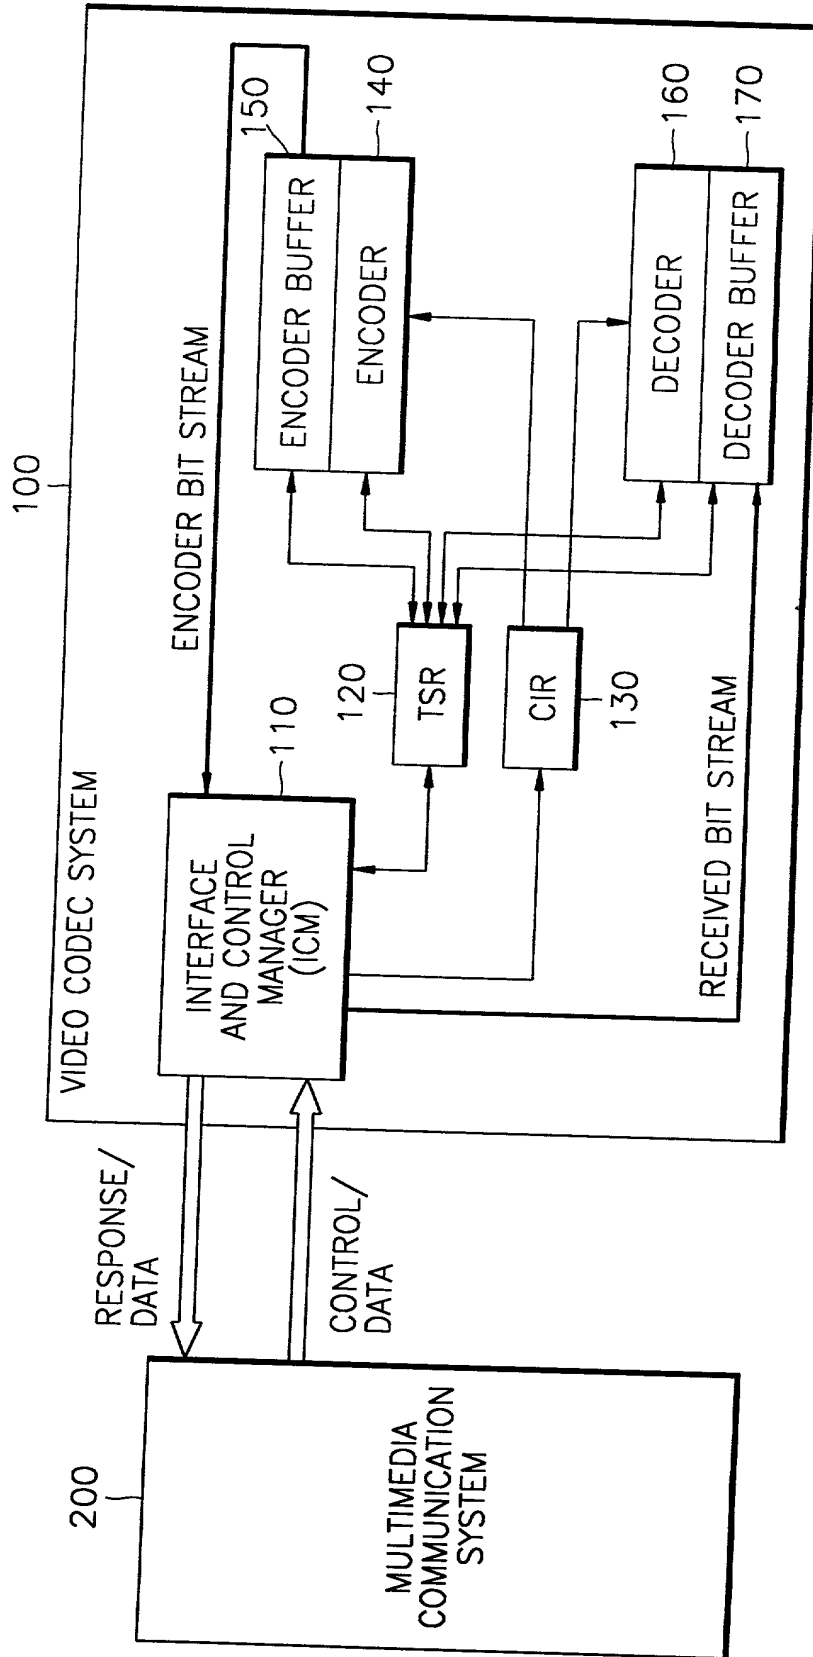 100
VIDEO CODEC SYSTEM
ENCODER BIT STREAM
150
ENCODER BUFFER
140
ENCODER
RESPONSE/
DATA
INTERFACE
AND CONTROL
MANAGER
(ICM)
110
120
TSR
200
MULTIMEDIA
COMMUNICATION
SYSTEM
CONTROL/
DATA
CIR
130
160
DECODER
170
DECODER BUFFER
RECEIVED BIT STREAM